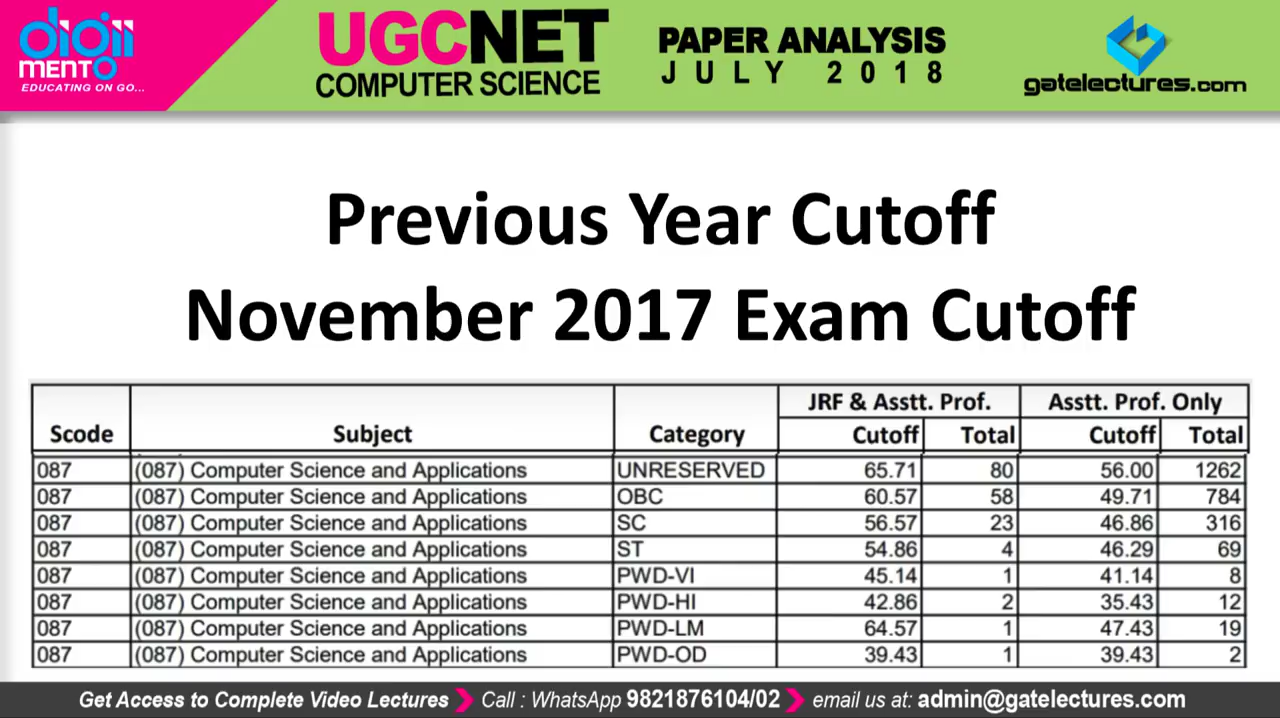 digii
MENTO
EDUCATING ON GO...
UGCNET
COMPUTER SCIENCE
PAPER ANALYSIS
JULY 2018
gatelectures.com
Previous Year Cutoff
November 2017 Exam Cutoff
Scode Subject Category JRF & Asstt. Prof. Asstt. Prof. Only
Cutoff Total Cutoff Total
087 (087) Computer Science and Applications UNRESERVED 65.71 80 56.00 1262
087 (087) Computer Science and Applications OBC 60.57 58 49.71 784
087 (087) Computer Science and Applications SC 56.57 23 46.86 316
087 (087) Computer Science and Applications ST 54.86 4 46.29 69
087 (087) Computer Science and Applications PWD-VI 45.14 1 41.14 8
087 (087) Computer Science and Applications PWD-HI 42.86 2 35.43 12
087 (087) Computer Science and Applications PWD-LM 64.57 1 47.43 19
087 (087) Computer Science and Applications PWD-OD 39.43 1 39.43 2
Get Access to Complete Video Lectures Call : WhatsApp 9821876104/02 email us at: admin@gatelectures.com